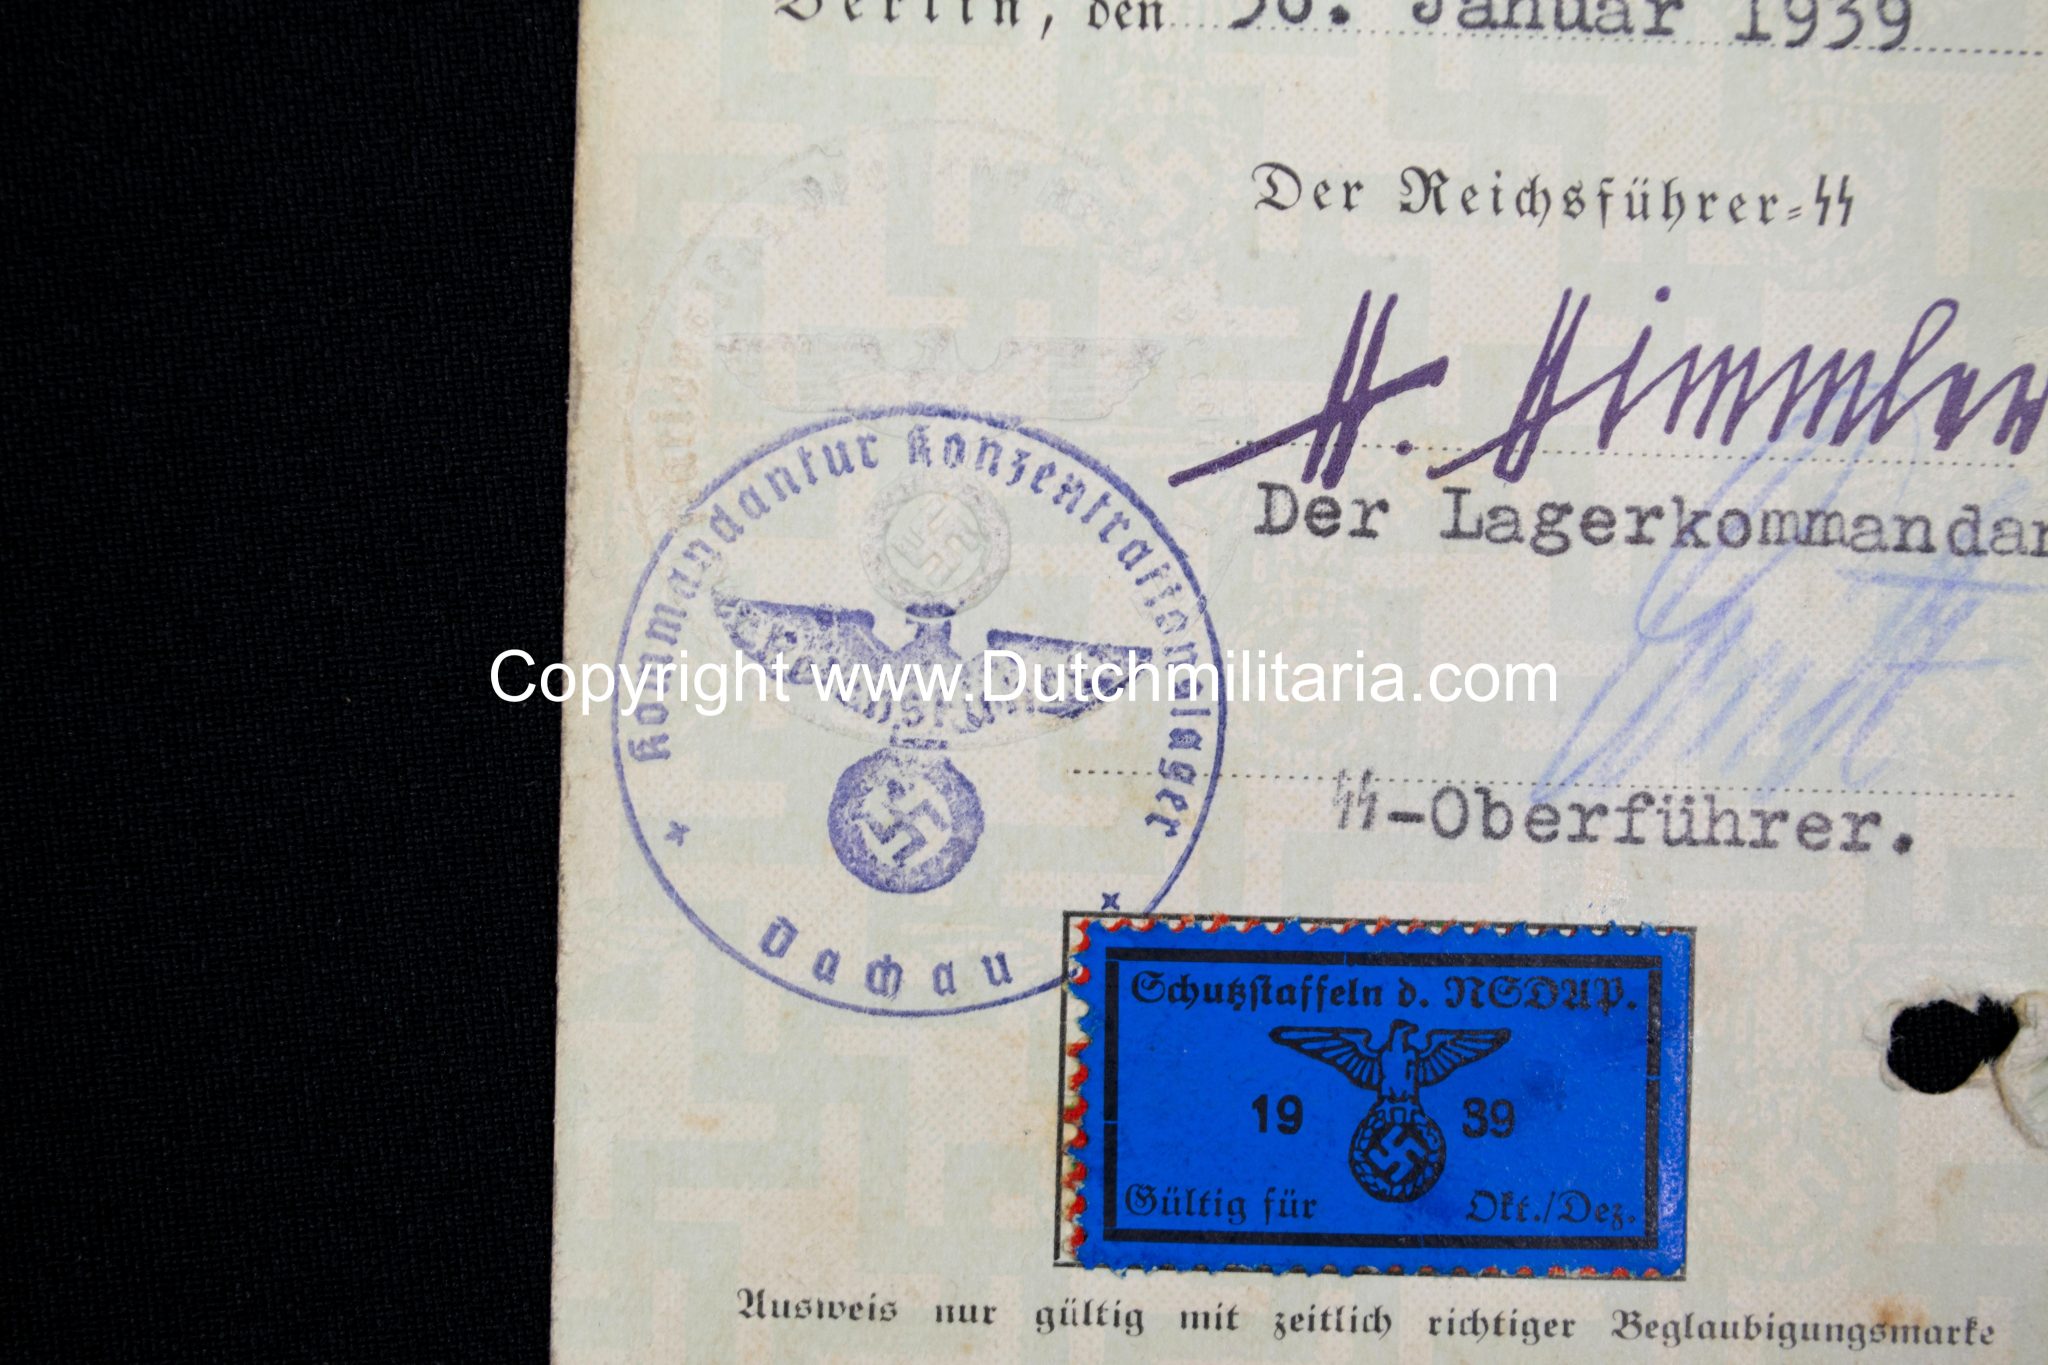 Berlin, den 30. Januar 1939
Der Reichsführer-SS
H. Himmler
Der Lagerkommandan
SS-Oberführer.
Kommandantur Konzentrationslager
Dachau
Copyright www.Dutchmilitaria.com
Schutzstaffeln d. NSDAP.
19 39
Gültig für Okt./Dez.
Ausweis nur gültig mit zeitlich richtiger Beglaubigungsmarke